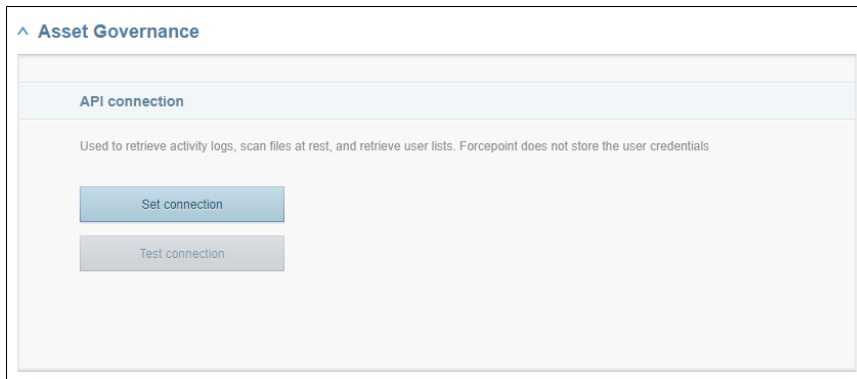 Asset Governance
API connection
Used to retrieve activity logs, scan files at rest, and retrieve user lists. Forcepoint does not store the user credentials
Set connection
Test connection